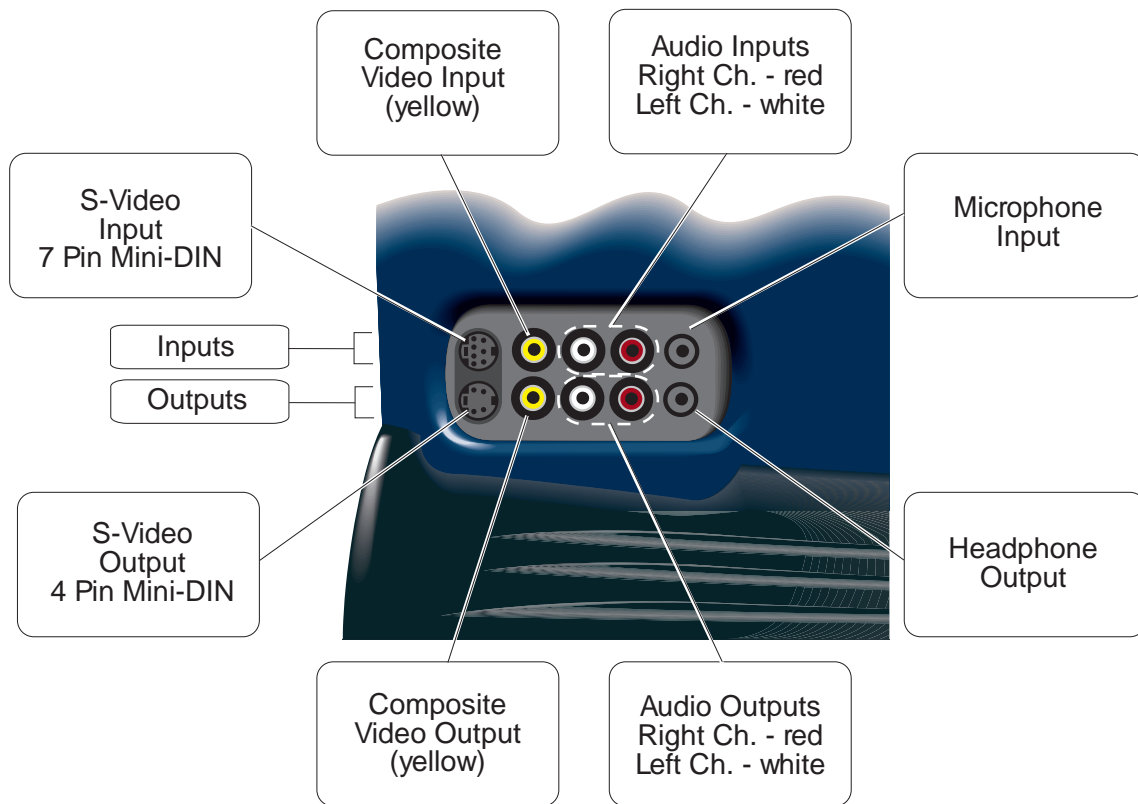 Composite
Video Input
(yellow)
Audio Inputs
Right Ch. - red
Left Ch. - white
S-Video
Input
7 Pin Mini-DIN
Microphone
Input
Inputs
Outputs
S-Video
Output
4 Pin Mini-DIN
Headphone
Output
Composite
Video Output
(yellow)
Audio Outputs
Right Ch. - red
Left Ch. - white